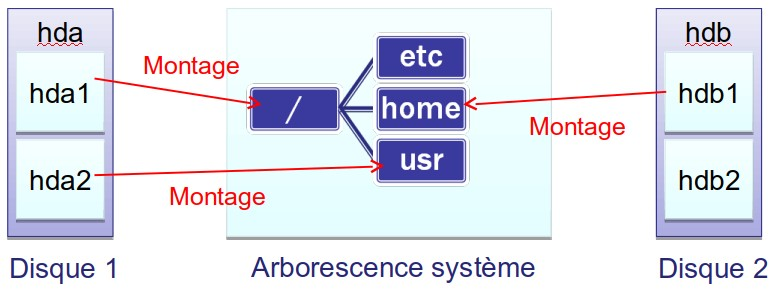 hda
hda1
hda2
Disque 1
Montage
Montage
/
etc
home
usr
Arborescence système
Montage
hdb
hdb1
hdb2
Disque 2